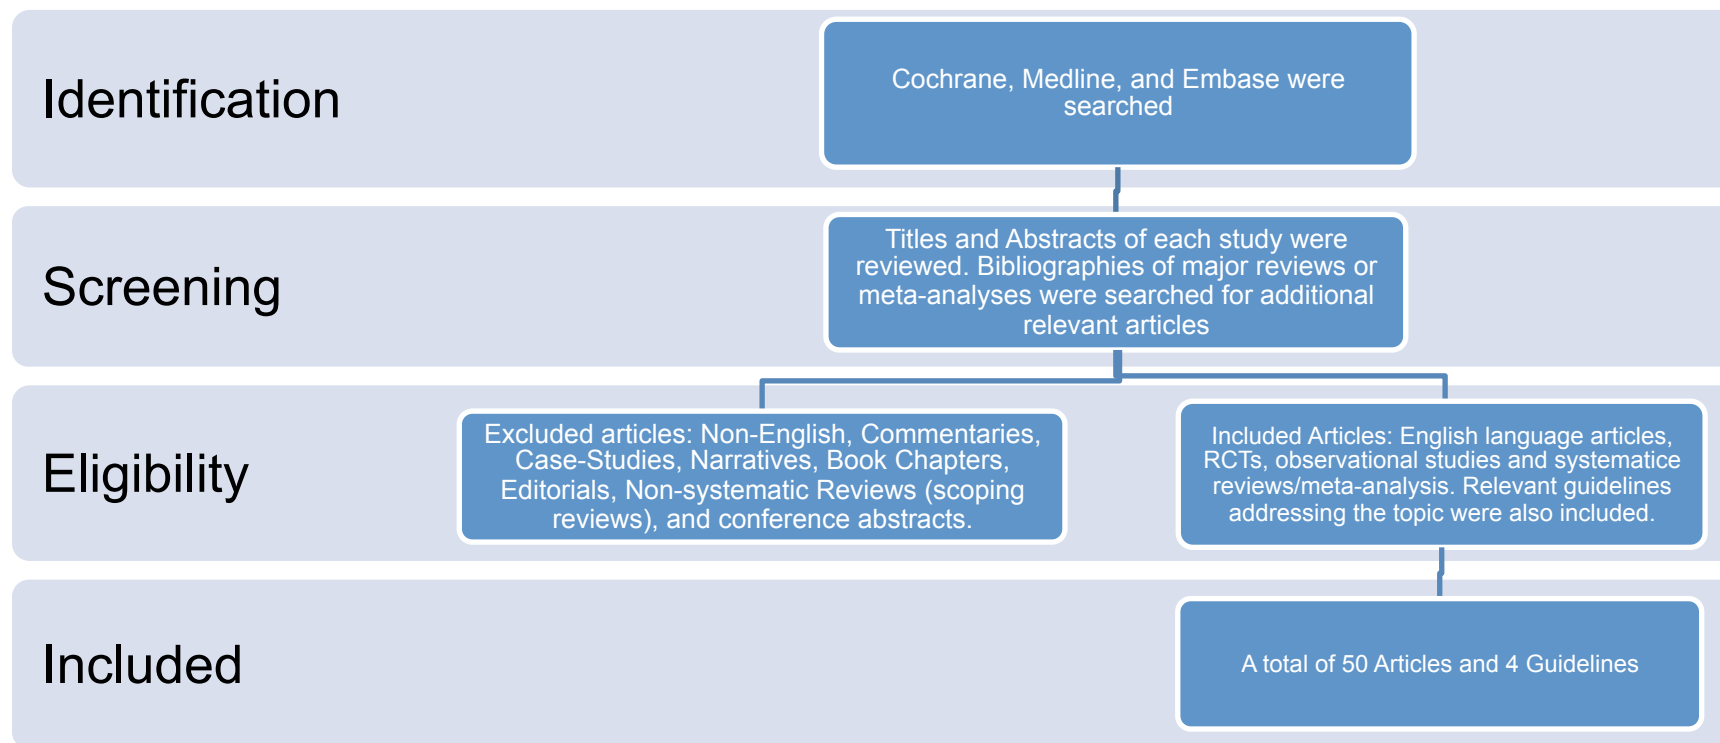 Identification
Cochrane, Medline, and Embase were
searched
Screening
Titles and Abstracts of each study were
reviewed. Bibliographies of major reviews or
meta-analyses were searched for additional
relevant articles
Eligibility
Excluded articles: Non-English, Commentaries,
Case-Studies, Narratives, Book Chapters,
Editorials, Non-systematic Reviews (scoping
reviews), and conference abstracts.
Included Articles: English language articles,
RCTs, observational studies and systematice
reviews/meta-analysis. Relevant guidelines
addressing the topic were also included.
Included
A total of 50 Articles and 4 Guidelines